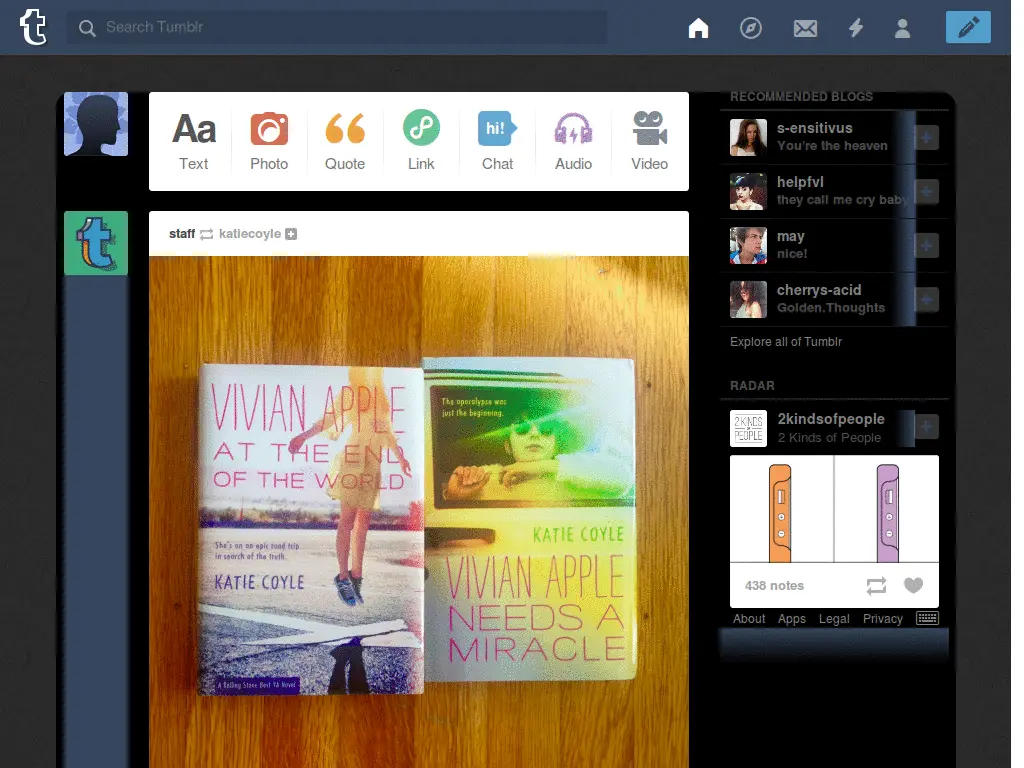 t
Search Tumblr
Aa
hi!
Text
Photo
Quote
Link
Chat
Audio
Video
t
staff katiecoyle
VIVIAN APPLE
AT THE END
OF THE WORLD
She's on an epic road trip
in search of the truth.
KATIE COYLE
A Rolling Stone Best YA Novel
The apocalypse was
just the beginning.
KATIE COYLE
VIVIAN APPLE
NEEDS A
MIRACLE
RECOMMENDED BLOGS
s-ensitivus
You're the heaven
helpfvl
they call me cry baby
may
nice!
cherrys-acid
Golden.Thoughts
Explore all of Tumblr
RADAR
2 KINDS
OF
PEOPLE
2kindsofpeople
2 Kinds of People
438 notes
About Apps Legal Privacy